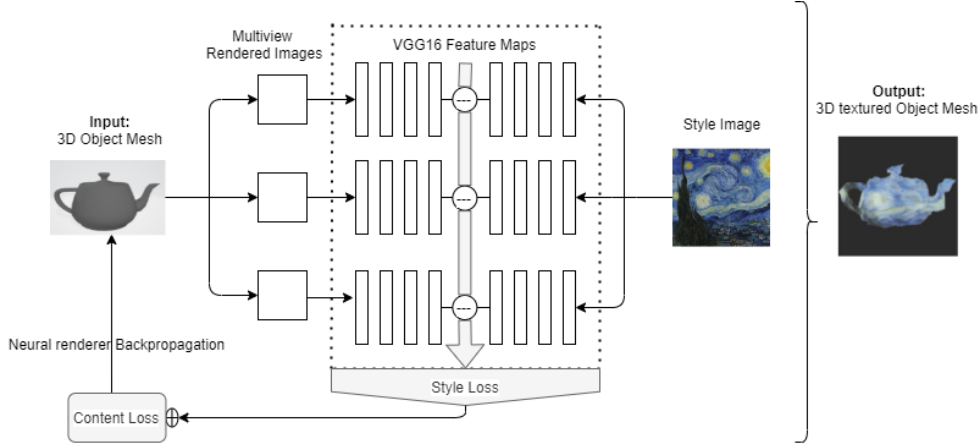 Multiview
Rendered Images
VGG16 Feature Maps
Input:
3D Object Mesh
Style Image
Output:
3D textured Object Mesh
---
---
---
Neural renderer Backpropagation
Style Loss
Content Loss